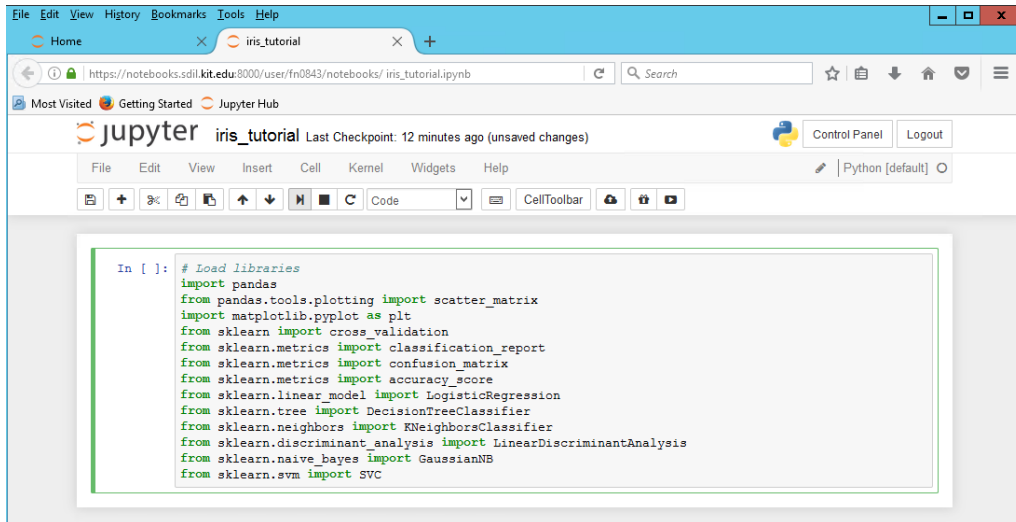 File Edit View History Bookmarks Tools Help
Home
iris_tutorial
https://notebooks.sdil.kit.edu:8000/user/fn0843/notebooks/ iris_tutorial.ipynb
Search
Most Visited Getting Started Jupyter Hub
jupyter iris_tutorial Last Checkpoint: 12 minutes ago (unsaved changes)
Control Panel Logout
File Edit View Insert Cell Kernel Widgets Help
Python [default]
Code CellToolbar
In [ ]: # Load libraries
import pandas
from pandas.tools.plotting import scatter_matrix
import matplotlib.pyplot as plt
from sklearn import cross_validation
from sklearn.metrics import classification_report
from sklearn.metrics import confusion_matrix
from sklearn.metrics import accuracy_score
from sklearn.linear_model import LogisticRegression
from sklearn.tree import DecisionTreeClassifier
from sklearn.neighbors import KNeighborsClassifier
from sklearn.discriminant_analysis import LinearDiscriminantAnalysis
from sklearn.naive_bayes import GaussianNB
from sklearn.svm import SVC